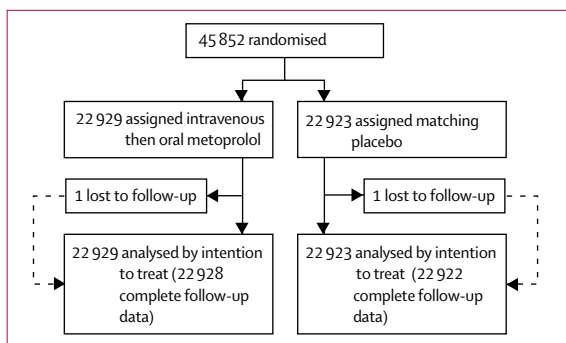 45 852 randomised
22 929 assigned intravenous
then oral metoprolol
22 923 assigned matching
placebo
1 lost to follow-up
1 lost to follow-up
22 929 analysed by intention
to treat (22 928
complete follow-up
data)
22 923 analysed by intention
to treat (22 922
complete follow-up
data)